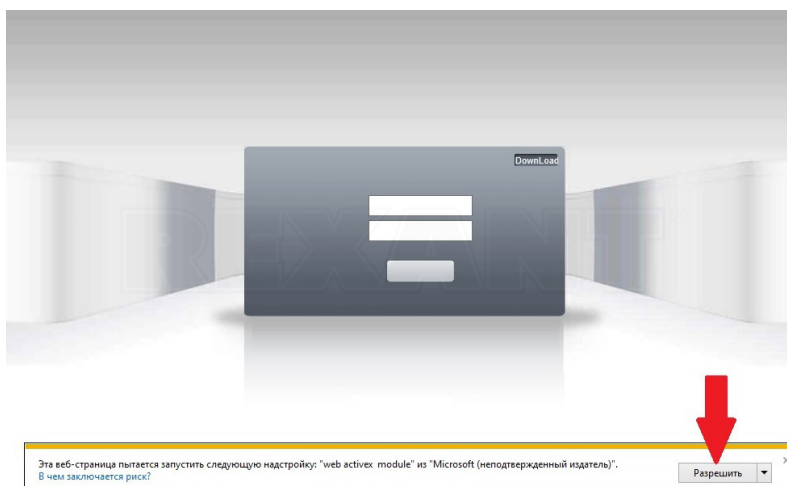 DownLoad
REXANT
Эта веб-страница пытается запустить следующую надстройку: "web activex module" из "Microsoft (неподтвержденный издатель)".
В чем заключается риск?
Разрешить